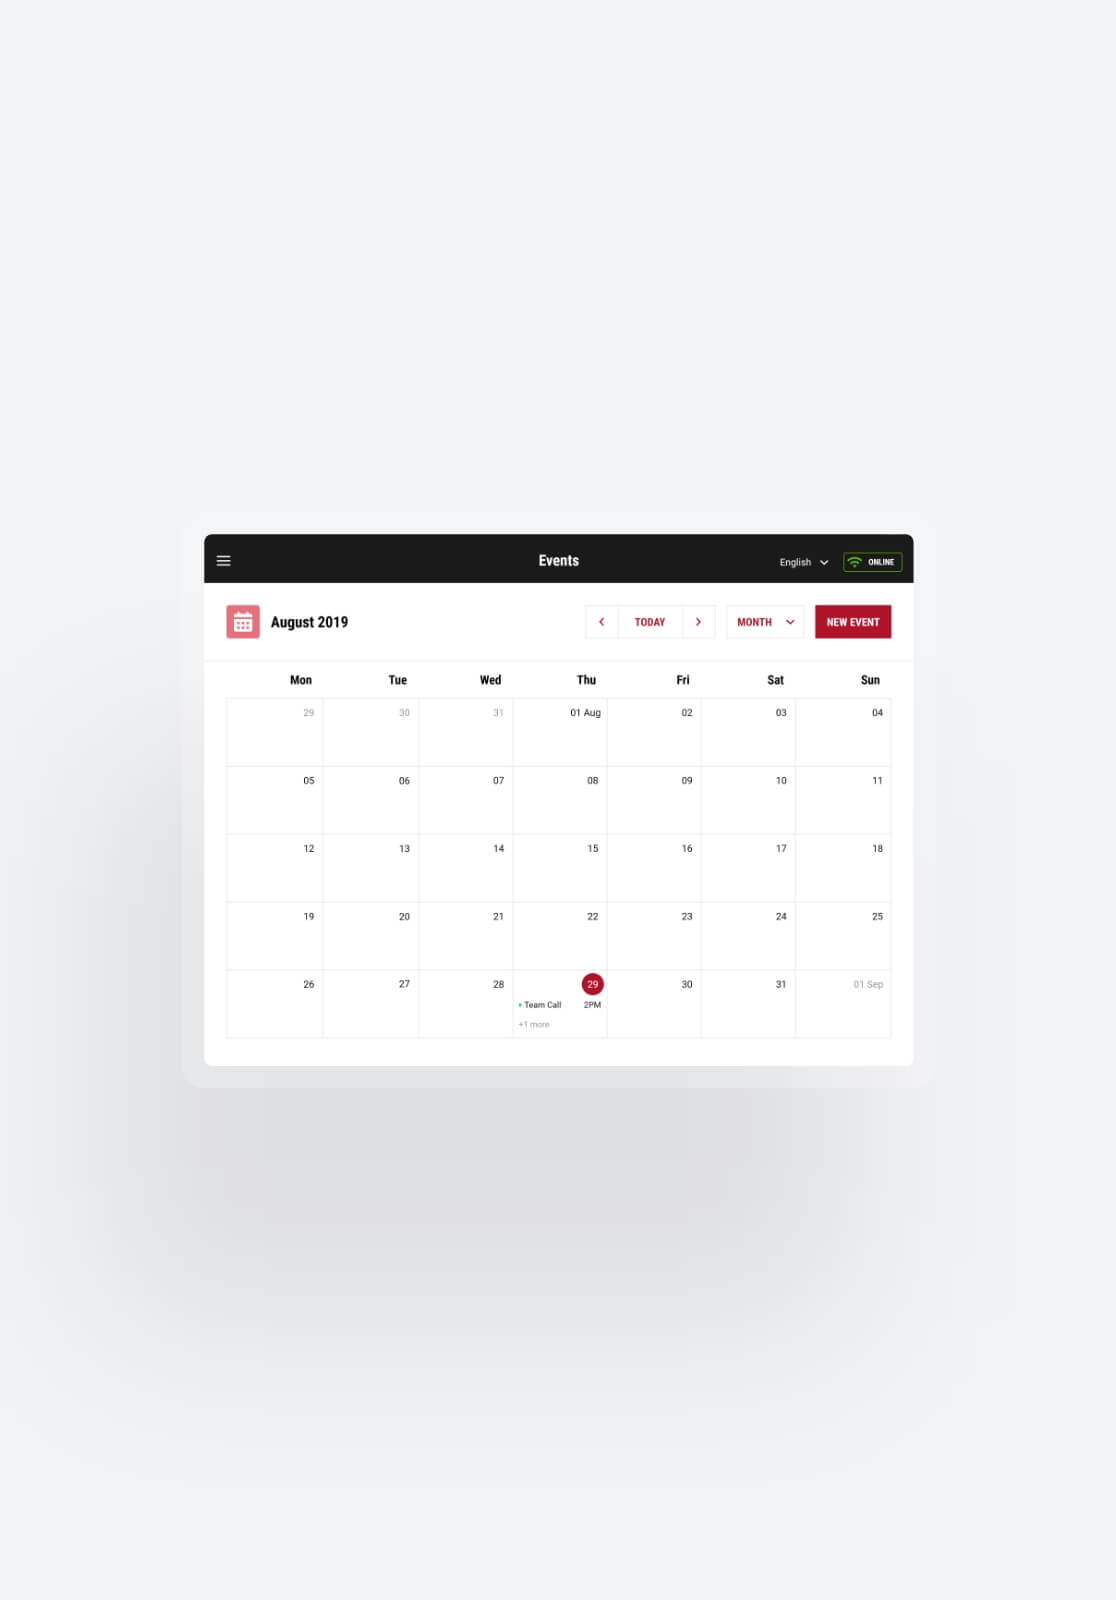 Events
English
ONLINE
August 2019
TODAY
MONTH
NEW EVENT
Mon Tue Wed Thu Fri Sat Sun
29 30 31 01 Aug 02 03 04
05 06 07 08 09 10 11
12 13 14 15 16 17 18
19 20 21 22 23 24 25
26 27 28 29 30 31 01 Sep
Team Call 2PM
+1 more